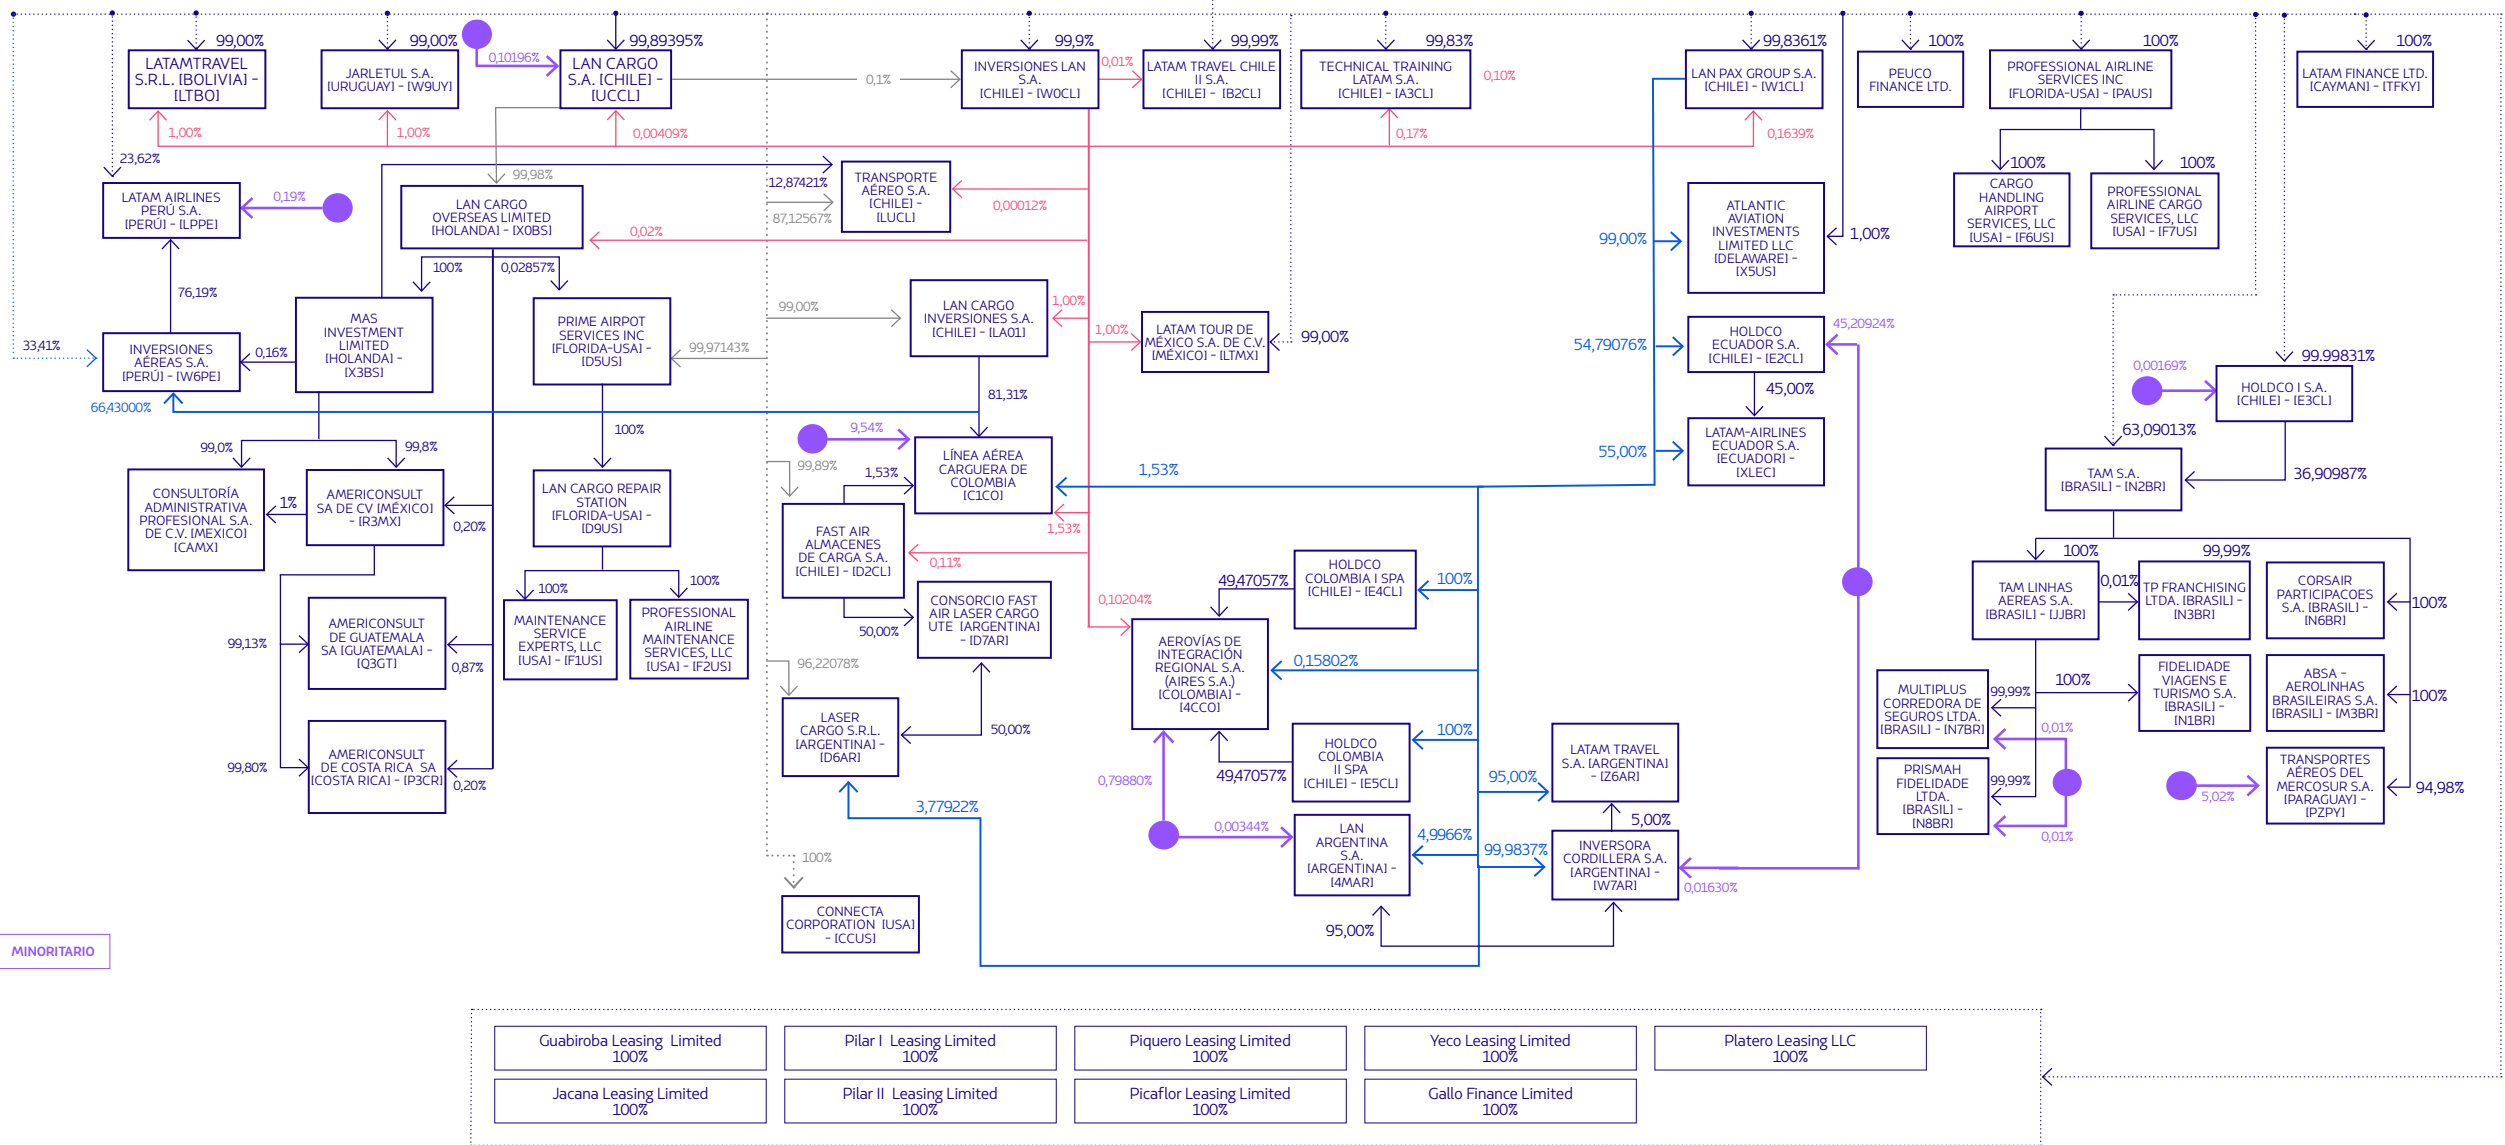 99,00%
99,00%
99,89395%
99,9%
99,99%
99,83%
99,8361%
100%
100%
100%
LATAMTRAVEL
S.R.L. [BOLIVIA] -
[LTBO]
JARLETUL S.A.
[URUGUAY] - [W9UY]
0,10196%
LAN CARGO
S.A. [CHILE] -
[UCCL]
0,1%
INVERSIONES LAN
S.A.
[CHILE] - [W0CL]
0,01%
LATAM TRAVEL CHILE
II S.A.
[CHILE] - [B2CL]
TECHNICAL TRAINING
LATAM S.A.
[CHILE] - [A3CL]
0,10%
LAN PAX GROUP S.A.
[CHILE] - [W1CL]
PEUCO
FINANCE LTD.
PROFESSIONAL AIRLINE
SERVICES INC
[FLORIDA-USA] - [PAUS]
LATAM FINANCE LTD.
[CAYMAN] - [TFKY]
1,00%
1,00%
0,00409%
0,17%
0,1639%
23,62%
LATAM AIRLINES
PERÚ S.A.
[PERÚ] - [LPPE]
0,19%
99,98%
LAN CARGO
OVERSEAS LIMITED
[HOLANDA] - [X0BS]
12,87421%
87,12567%
TRANSPORTE
AÉREO S.A.
[CHILE] -
[LUCL]
0,00012%
0,02%
99,00%
ATLANTIC
AVIATION
INVESTMENTS
LIMITED LLC
[DELAWARE] -
[X5US]
1,00%
100%
100%
CARGO
HANDLING
AIRPORT
SERVICES, LLC
[USA] - [F6US]
PROFESSIONAL
AIRLINE CARGO
SERVICES, LLC
[USA] - [F7US]
76,19%
100%
0,02857%
33,41%
INVERSIONES
AÉREAS S.A.
[PERÚ] - [W6PE]
0,16%
MAS
INVESTMENT
LIMITED
[HOLANDA] -
[X3BS]
PRIME AIRPOT
SERVICES INC
[FLORIDA-USA] -
[D5US]
99,97143%
99,00%
LAN CARGO
INVERSIONES S.A.
[CHILE] - [LA01]
1,00%
1,00%
LATAM TOUR DE
MÉXICO S.A. DE C.V.
[MÉXICO] - [LTMX]
99,00%
54,79076%
HOLDCO
ECUADOR S.A.
[CHILE] - [E2CL]
45,20924%
45,00%
99.99831%
0,00169%
HOLDCO I S.A.
[CHILE] - [E3CL]
66,43000%
81,31%
100%
99,0%
99,8%
9,54%
55,00%
LATAM-AIRLINES
ECUADOR S.A.
[ECUADOR] -
[XLEC]
63,09013%
36,90987%
TAM S.A.
[BRASIL] - [N2BR]
CONSULTORÍA
ADMINISTRATIVA
PROFESIONAL S.A.
DE C.V. [MEXICO]
[CAMX]
1%
AMERICONSULT
SA DE CV [MÉXICO]
- [R3MX]
0,20%
LAN CARGO REPAIR
STATION
[FLORIDA-USA] -
[D9US]
99,89%
1,53%
LÍNEA AÉREA
CARGUERA DE
COLOMBIA
[C1CO]
1,53%
1,53%
FAST AIR
ALMACENES
DE CARGA S.A.
[CHILE] - [D2CL]
0,11%
100%
100%
99,13%
AMERICONSULT
DE GUATEMALA
SA [GUATEMALA] -
[Q3GT]
0,87%
MAINTENANCE
SERVICE
EXPERTS, LLC
[USA] - [F1US]
PROFESSIONAL
AIRLINE
MAINTENANCE
SERVICES, LLC
[USA] - [F2US]
50,00%
CONSORCIO FAST
AIR LASER CARGO
UTE [ARGENTINA]
- [D7AR]
0,10204%
49,47057%
HOLDCO
COLOMBIA I SPA
[CHILE] - [E4CL]
100%
100%
0,01%
99,99%
TAM LINHAS
AEREAS S.A.
[BRASIL] - [JJBR]
TP FRANCHISING
LTDA. [BRASIL] -
[N3BR]
CORSAIR
PARTICIPACOES
S.A. [BRASIL] -
[N6BR]
100%
AEROVÍAS DE
INTEGRACIÓN
REGIONAL S.A.
(AIRES S.A.)
[COLOMBIA] -
[4CCO]
0,15802%
96,22078%
LASER
CARGO S.R.L.
[ARGENTINA] -
[D6AR]
50,00%
MULTIPLUS
CORREDORA DE
SEGUROS LTDA.
[BRASIL] - [N7BR]
99,99%
100%
FIDELIDADE
VIAGENS E
TURISMO S.A.
[BRASIL] -
[N1BR]
ABSA -
AEROLINHAS
BRASILEIRAS S.A.
[BRASIL] - [M3BR]
100%
0,01%
99,80%
AMERICONSULT
DE COSTA RICA SA
[COSTA RICA] - [P3CR]
0,20%
0,79880%
49,47057%
HOLDCO
COLOMBIA
II SPA
[CHILE] - [E5CL]
100%
95,00%
LATAM TRAVEL
S.A. [ARGENTINA]
- [Z6AR]
5,00%
PRISMAH
FIDELIDADE
LTDA.
[BRASIL] -
[N8BR]
99,99%
0,01%
5,02%
TRANSPORTES
AÉREOS DEL
MERCOSUR S.A.
[PARAGUAY] -
[PZPY]
94,98%
3,77922%
0,00344%
LAN
ARGENTINA
S.A.
[ARGENTINA] -
[4MAR]
4,9966%
99,9837%
INVERSORA
CORDILLERA S.A.
[ARGENTINA] -
[W7AR]
0,01630%
100%
CONNECTA
CORPORATION [USA]
- [CCUS]
95,00%
MINORITARIO
Guabiroba Leasing Limited
100%
Pilar I Leasing Limited
100%
Piquero Leasing Limited
100%
Yeco Leasing Limited
100%
Platero Leasing LLC
100%
Jacana Leasing Limited
100%
Pilar II Leasing Limited
100%
Picaflor Leasing Limited
100%
Gallo Finance Limited
100%